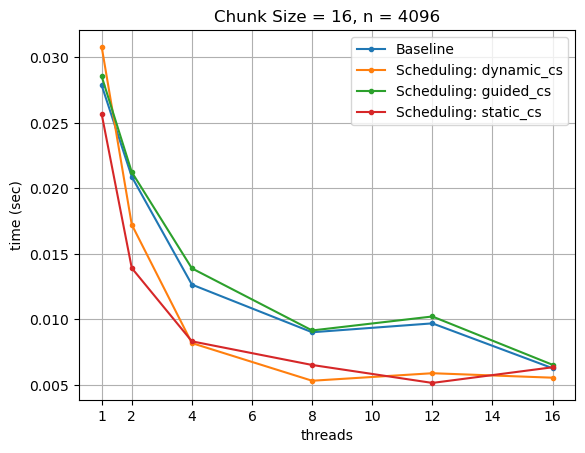 Chunk Size = 16, n = 4096
Baseline
Scheduling: dynamic_cs
Scheduling: guided_cs
Scheduling: static_cs
time (sec)
0.030
0.025
0.020
0.015
0.010
0.005
1 2 4 6 8 10 12 14 16
threads